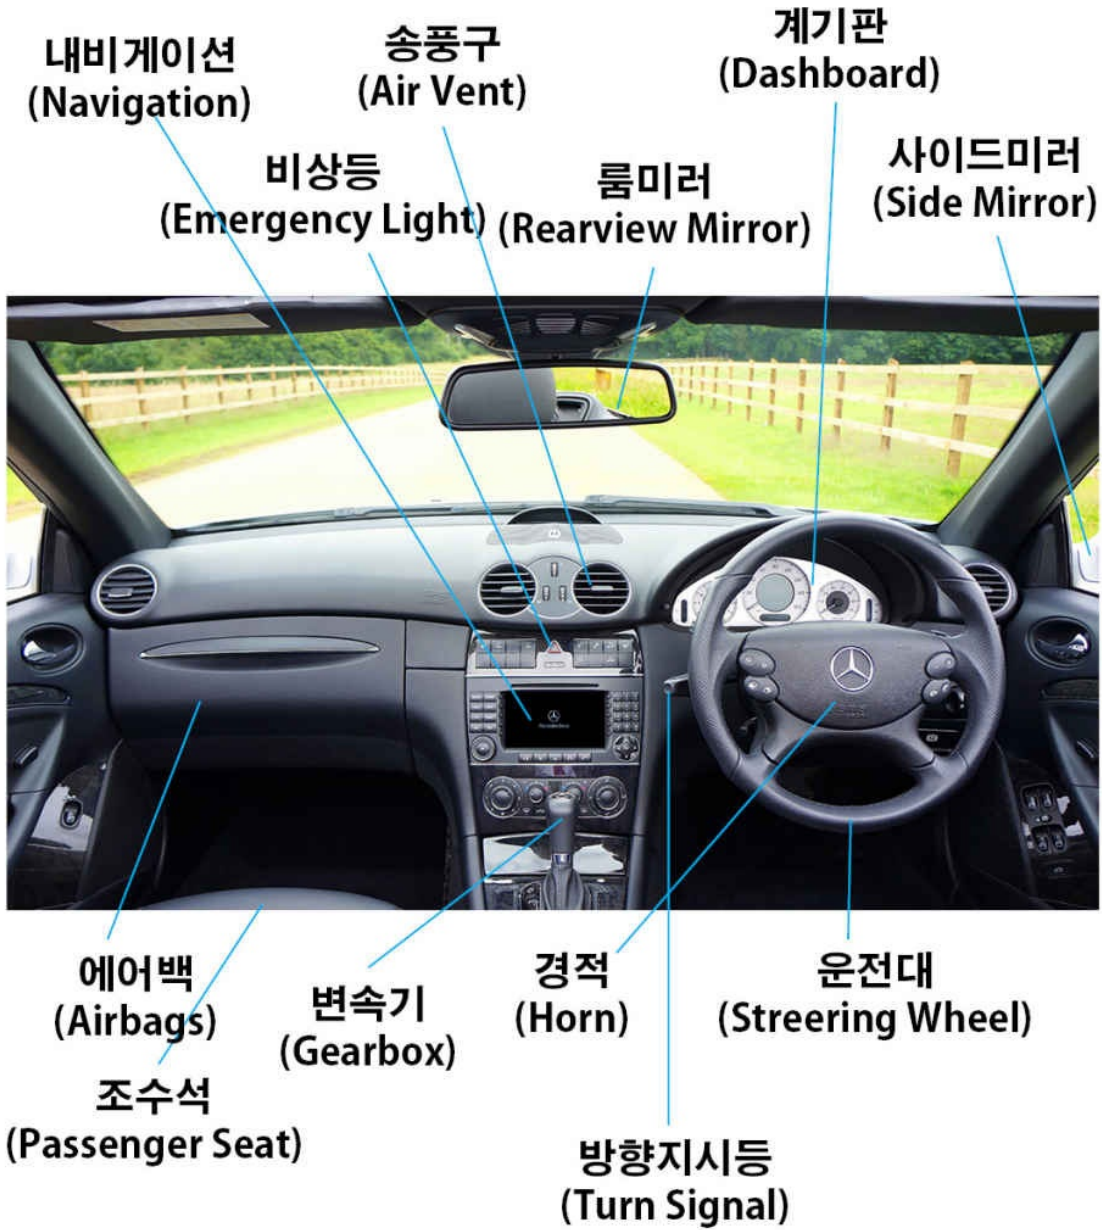 내비게이션
(Navigation)
송풍구
(Air Vent)
계기판
(Dashboard)
비상등
(Emergency Light)
룸미러
(Rearview Mirror)
사이드미러
(Side Mirror)
에어백
(Airbags)
변속기
(Gearbox)
경적
(Horn)
운전대
(Streering Wheel)
조수석
(Passenger Seat)
방향지시등
(Turn Signal)